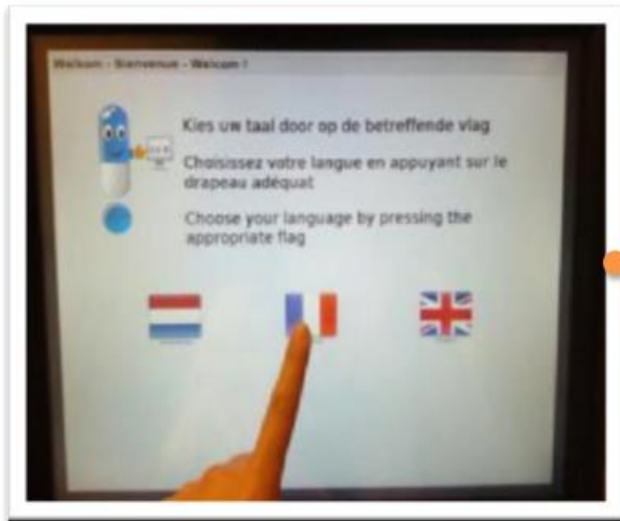 Welkom - Bienvenue - Welcom !
Kies uw taal door op de betreffende vlag
Choisissez votre langue en appuyant sur le
drapeau adéquat
Choose your language by pressing the
appropriate flag